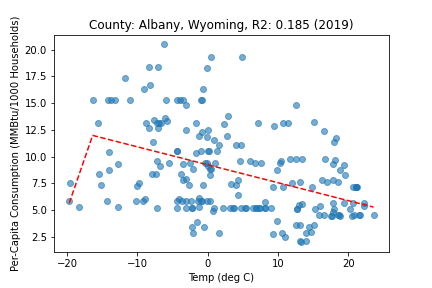 County: Albany, Wyoming, R2: 0.185 (2019)
Per-Capita Consumption (MMBtu/1000 Households)
20.0
17.5
15.0
12.5
10.0
7.5
5.0
2.5
−20 −10 0 10 20
Temp (deg C)